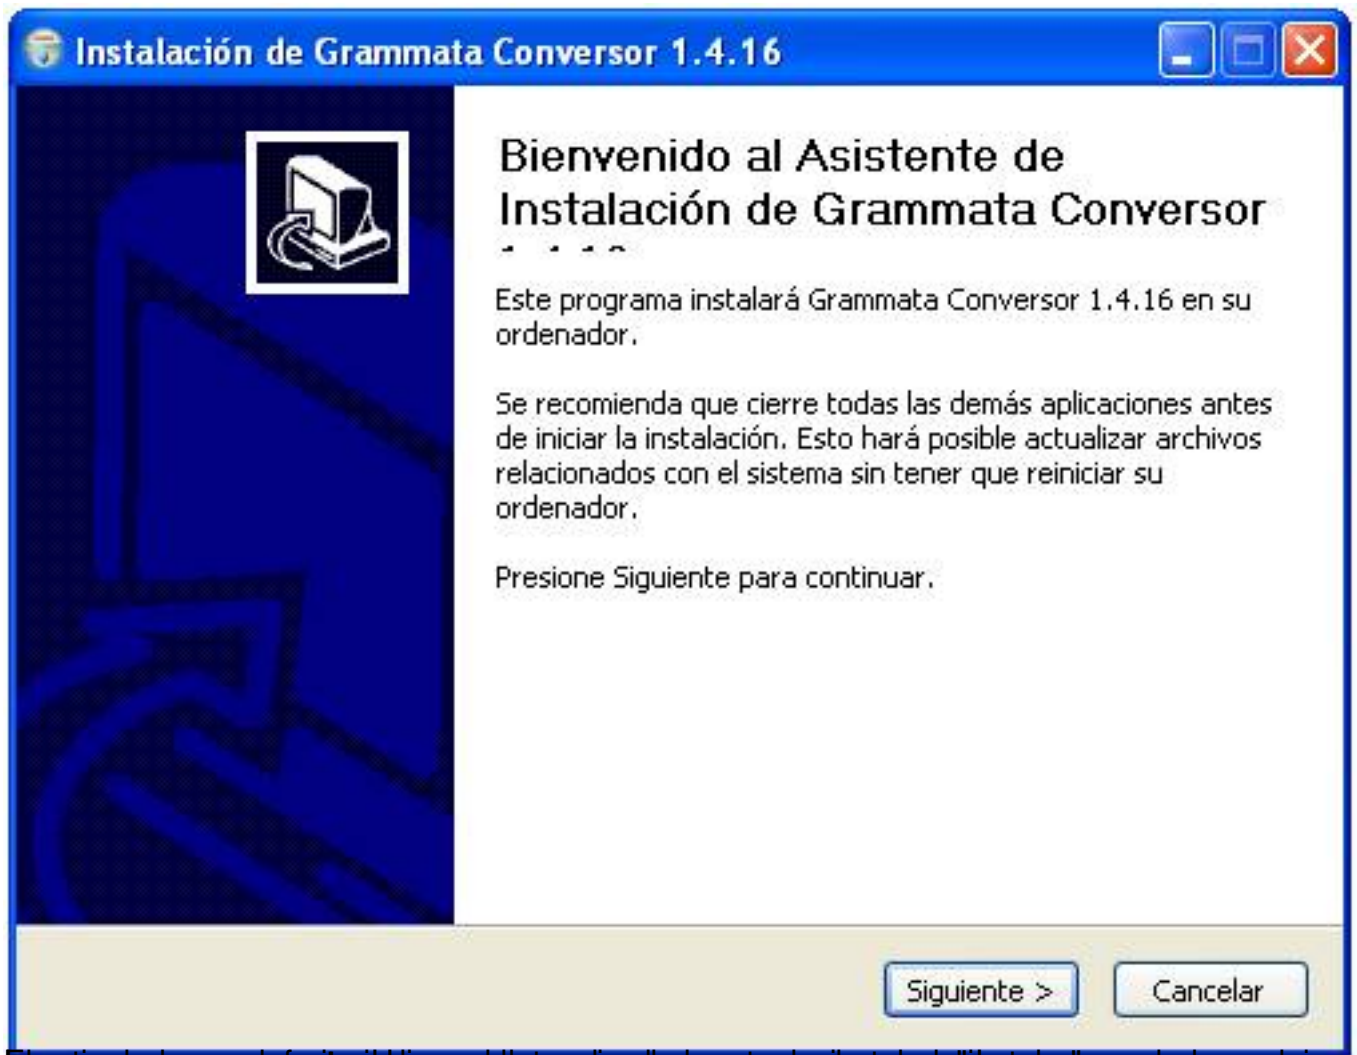 Instalación de Grammata Conversor 1.4.16
Bienvenido al Asistente de
Instalación de Grammata Conversor
Este programa instalará Grammata Conversor 1.4.16 en su
ordenador.
Se recomienda que cierre todas las demás aplicaciones antes
de iniciar la instalación. Esto hará posible actualizar archivos
relacionados con el sistema sin tener que reiniciar su
ordenador.
Presione Siguiente para continuar.
Siguiente >
Cancelar